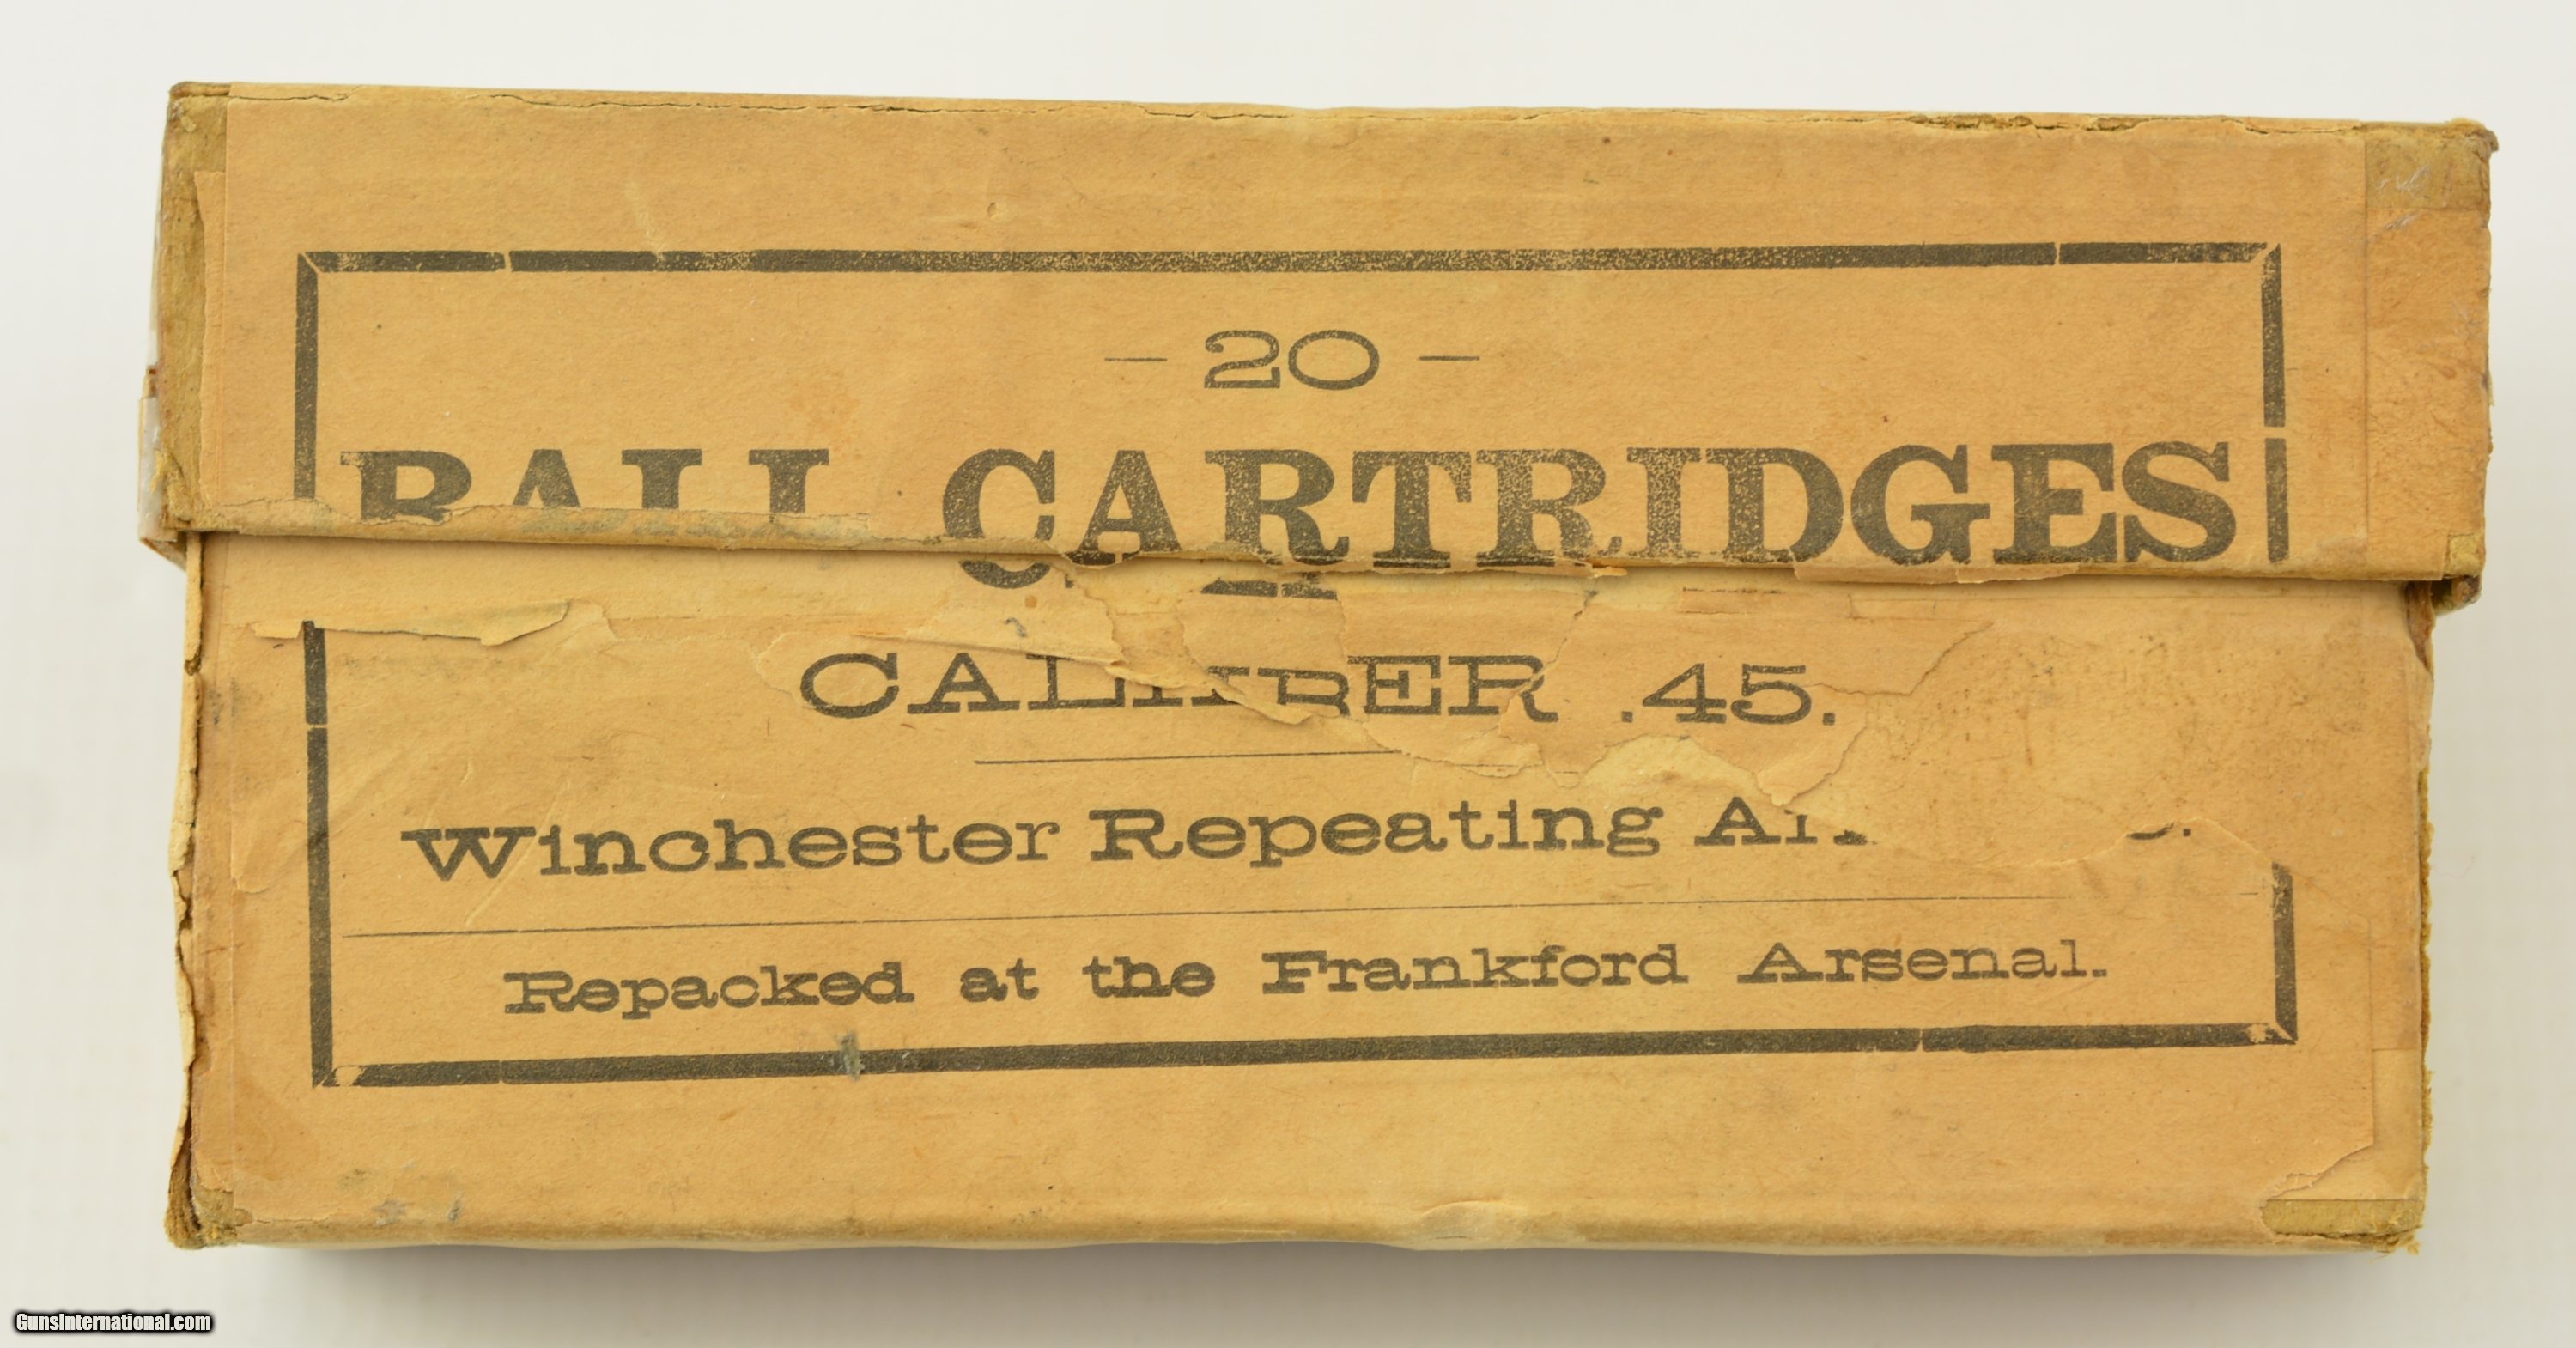 - 20 -
BALL CARTRIDGES
CALIBER .45.
Winchester Repeating
Repacked at the Frankford Arsenal.
GunsInternational.com